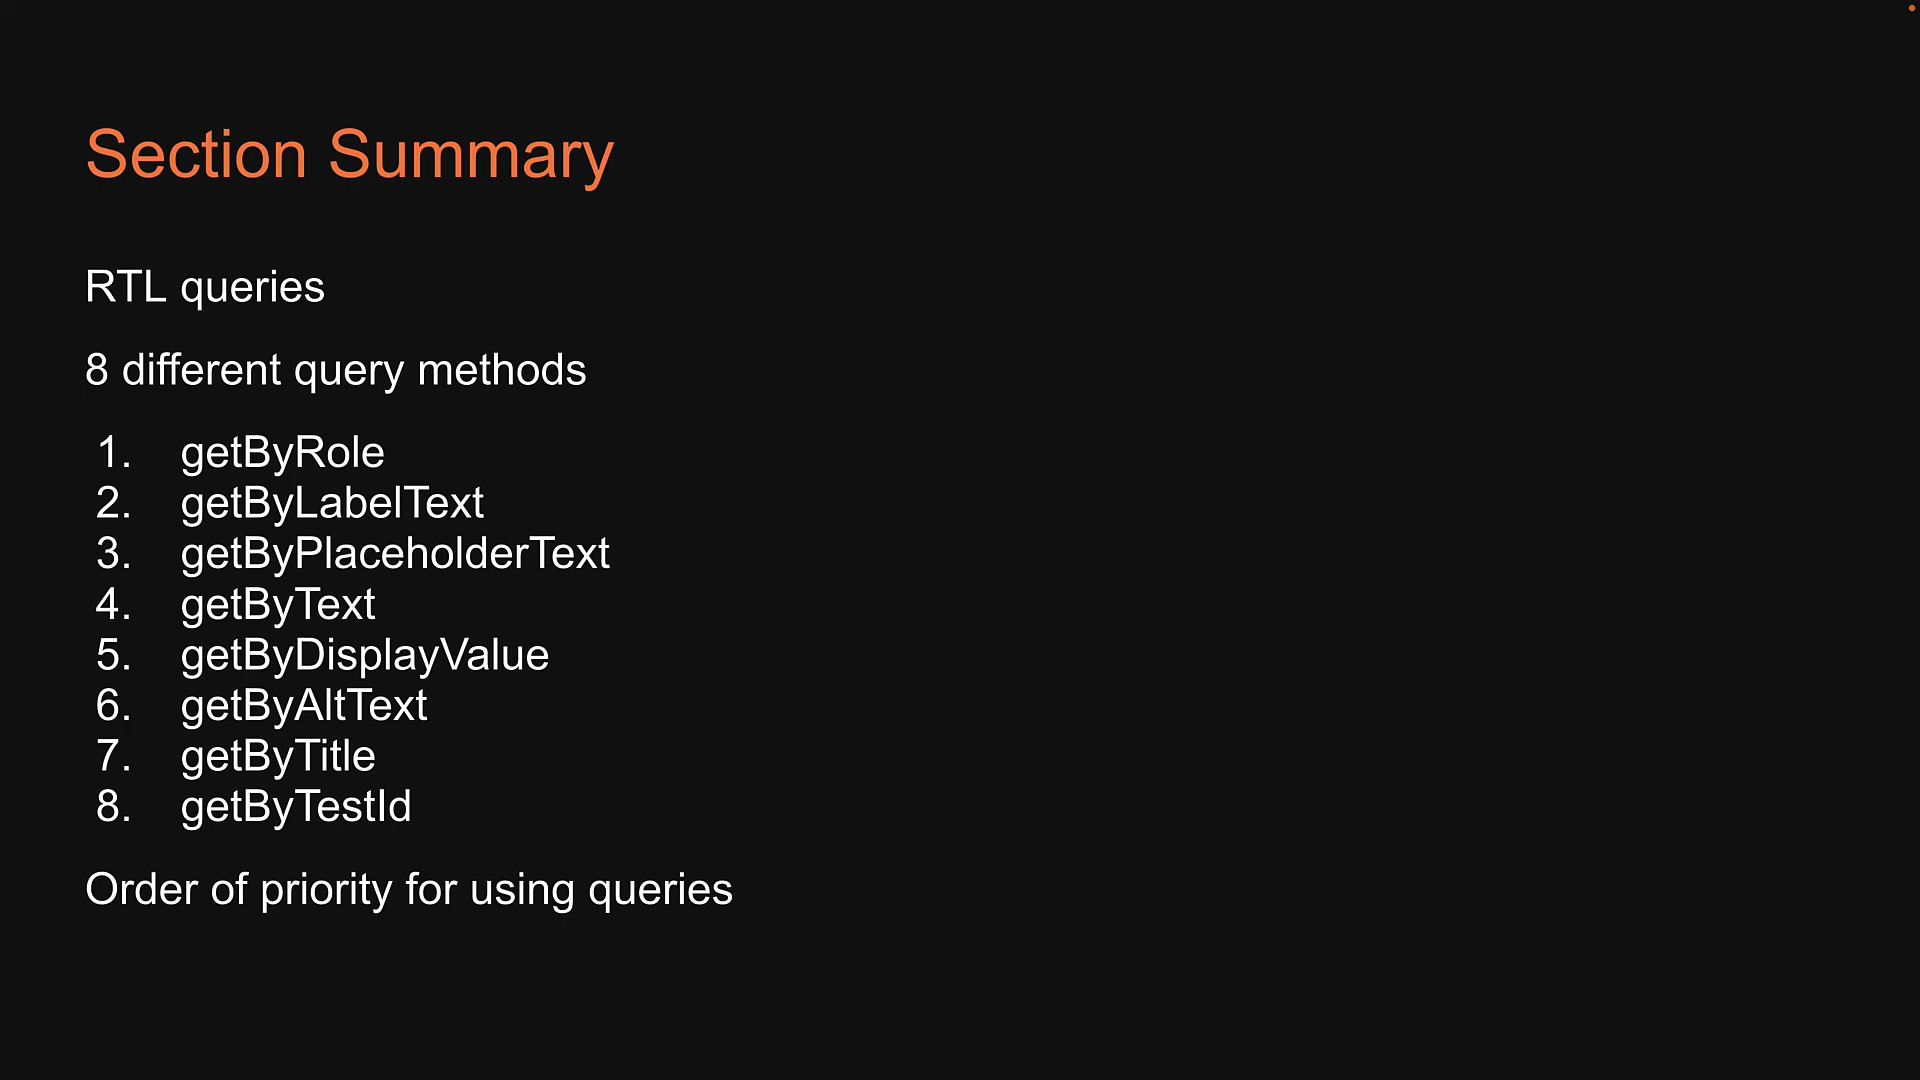 Section Summary
RTL queries
8 different query methods
1. getByRole
2. getByLabelText
3. getByPlaceholderText
4. getByText
5. getByDisplayValue
6. getByAltText
7. getByTitle
8. getByTestId
Order of priority for using queries